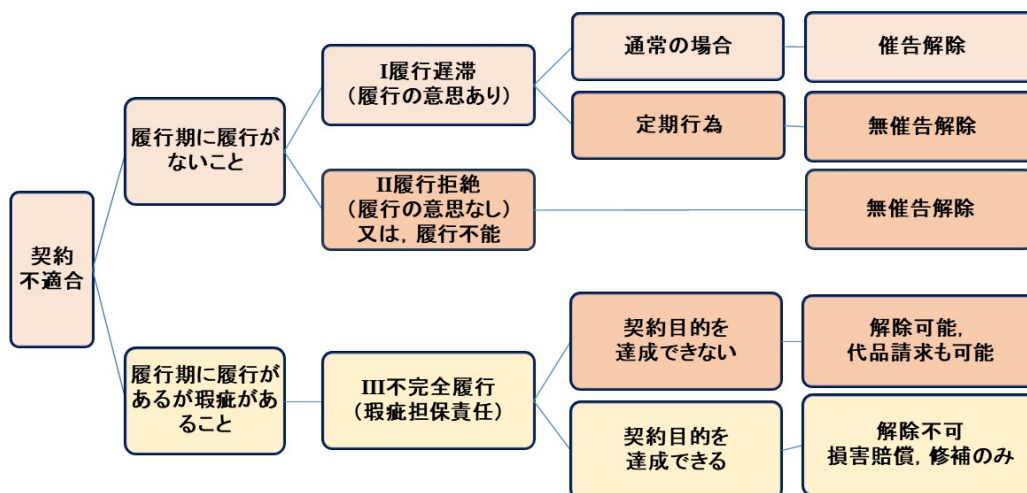 契約
不適合
履行期に履行が
ないこと
I履行遅滞
（履行の意思あり）
通常の場合
催告解除
定期行為
無催告解除
II履行拒絶
（履行の意思なし）
又は，履行不能
無催告解除
履行期に履行が
あるが瑕疵があ
ること
III不完全履行
（瑕疵担保責任）
契約目的を
達成できない
解除可能，
代品請求も可能
契約目的を
達成できる
解除不可
損害賠償，修補のみ